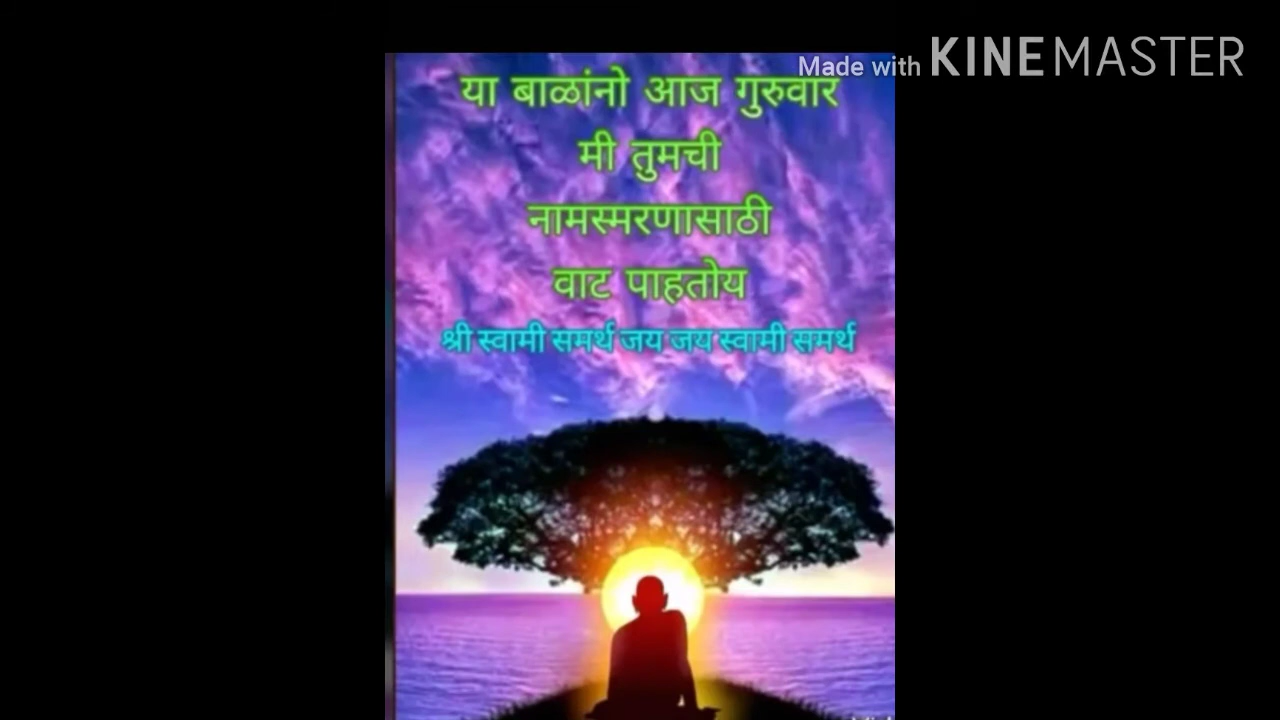 Made with KINEMASTER
या बाळांनो आज गुरुवार
मी तुमची
नामस्मरणासाठी
वाट पाहतोय
श्री स्वामी समर्थ जय जय स्वामी समर्थ